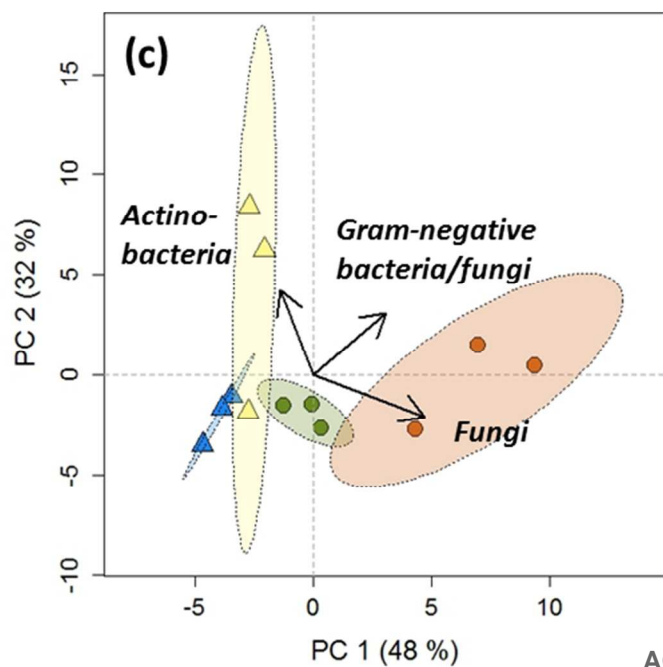 (c)
15
10
5
0
-5
-10
PC 2 (32 %)
Actino-
bacteria
Gram-negative
bacteria/fungi
Fungi
-5 0 5 10
PC 1 (48 %)
A